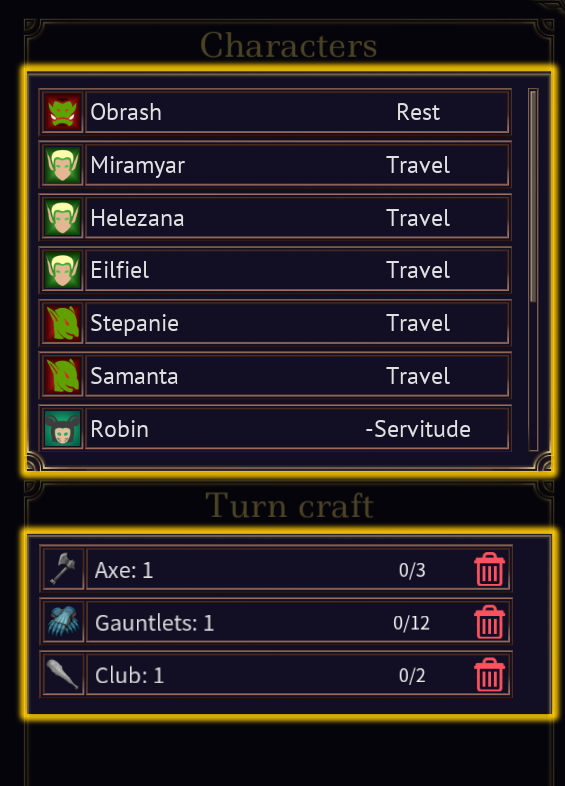 Characters
Obrash Rest
Miramyar Travel
Helezana Travel
Eilfiel Travel
Stepanie Travel
Samanta Travel
Robin -Servitude
Turn craft
Axe: 1 0/3
Gauntlets: 1 0/12
Club: 1 0/2